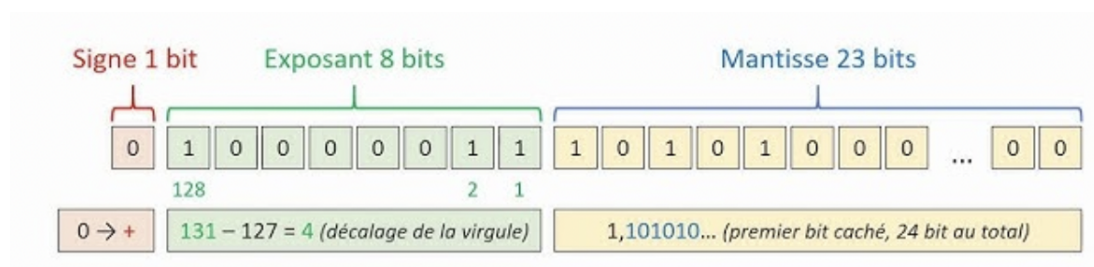 Signe 1 bit Exposant 8 bits Mantisse 23 bits
0 1 0 0 0 0 0 1 1 1 0 1 0 1 0 0 0 ... 0 0
128 2 1
0 → + 131 – 127 = 4 (décalage de la virgule) 1,101010... (premier bit caché, 24 bit au total)